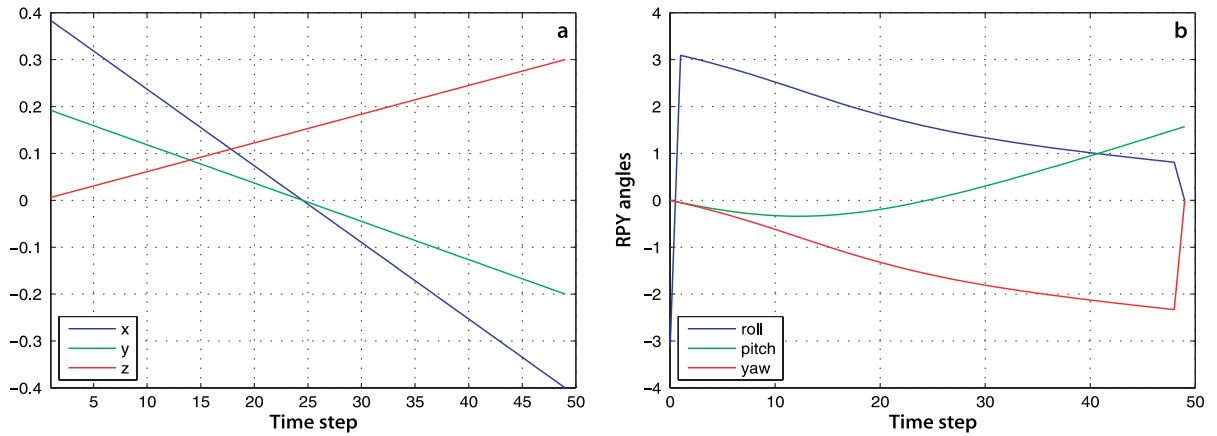 a
0.4
0.3
0.2
0.1
0
−0.1
−0.2
−0.3
−0.4
x
y
z
5 10 15 20 25 30 35 40 45 50
Time step
b
RPY angles
4
3
2
1
0
−1
−2
−3
−4
roll
pitch
yaw
0 10 20 30 40 50
Time step